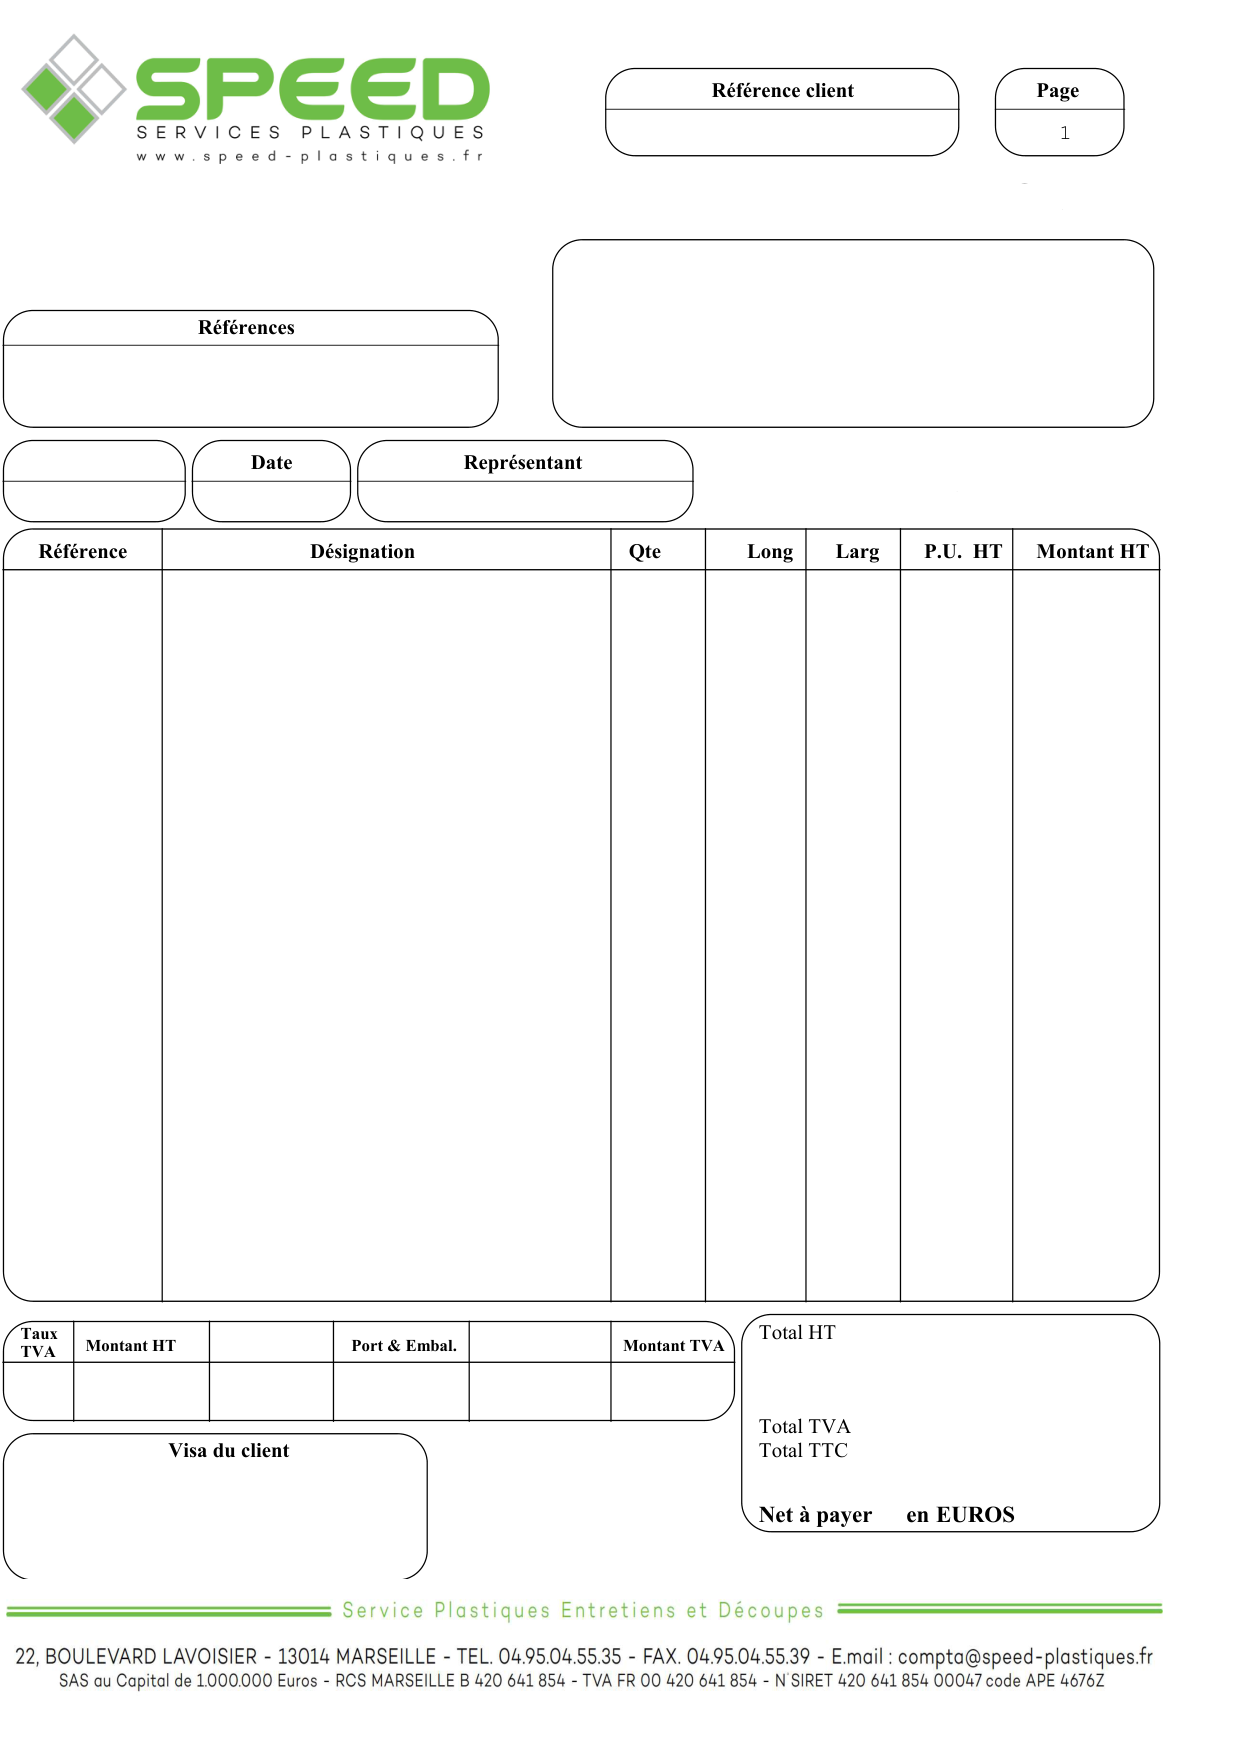 SPEED
SERVICES PLASTIQUES
www.speed-plastiques.fr
Référence client
Page
1
Références
Date
Représentant
Référence Désignation Qte Long Larg P.U. HT Montant HT
Taux TVA
Montant HT
Port & Embal.
Montant TVA
Total HT
Total TVA
Total TTC
Net à payer en EUROS
Visa du client
Service Plastiques Entretiens et Découpes
22, BOULEVARD LAVOISIER - 13014 MARSEILLE - TEL. 04.95.04.55.35 - FAX. 04.95.04.55.39 - E.mail : compta@speed-plastiques.fr
SAS au Capital de 1.000.000 Euros - RCS MARSEILLE B 420 641 854 - TVA FR 00 420 641 854 - N°SIRET 420 641 854 00047 code APE 4676Z